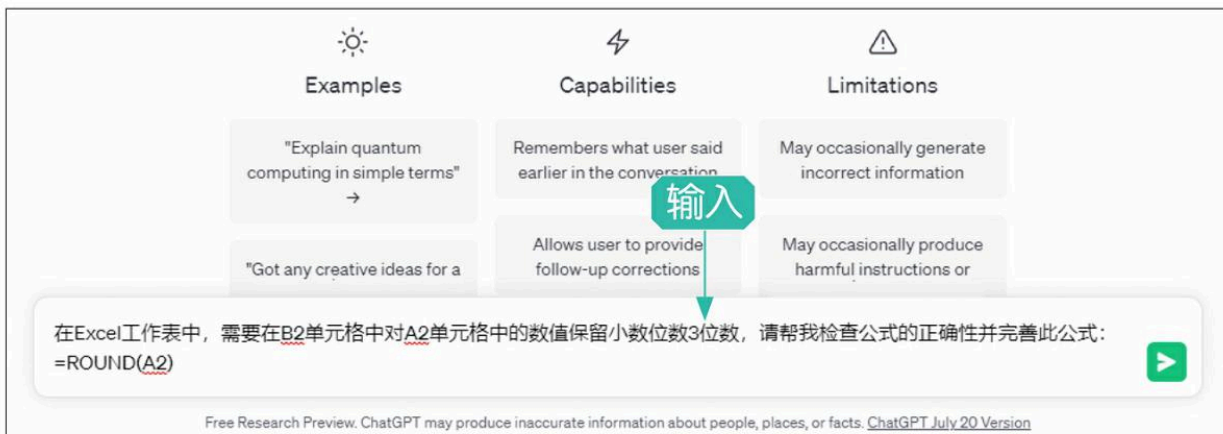 Examples
Capabilities
Limitations
"Explain quantum
computing in simple terms"
→
Remembers what user said
earlier in the conversation
May occasionally generate
incorrect information
输入
"Got any creative ideas for a
Allows user to provide
follow-up corrections
May occasionally produce
harmful instructions or
在Excel工作表中，需要在B2单元格中对A2单元格中的数值保留小数位数3位数，请帮我检查公式的正确性并完善此公式：
=ROUND(A2)
Free Research Preview. ChatGPT may produce inaccurate information about people, places, or facts. ChatGPT July 20 Version